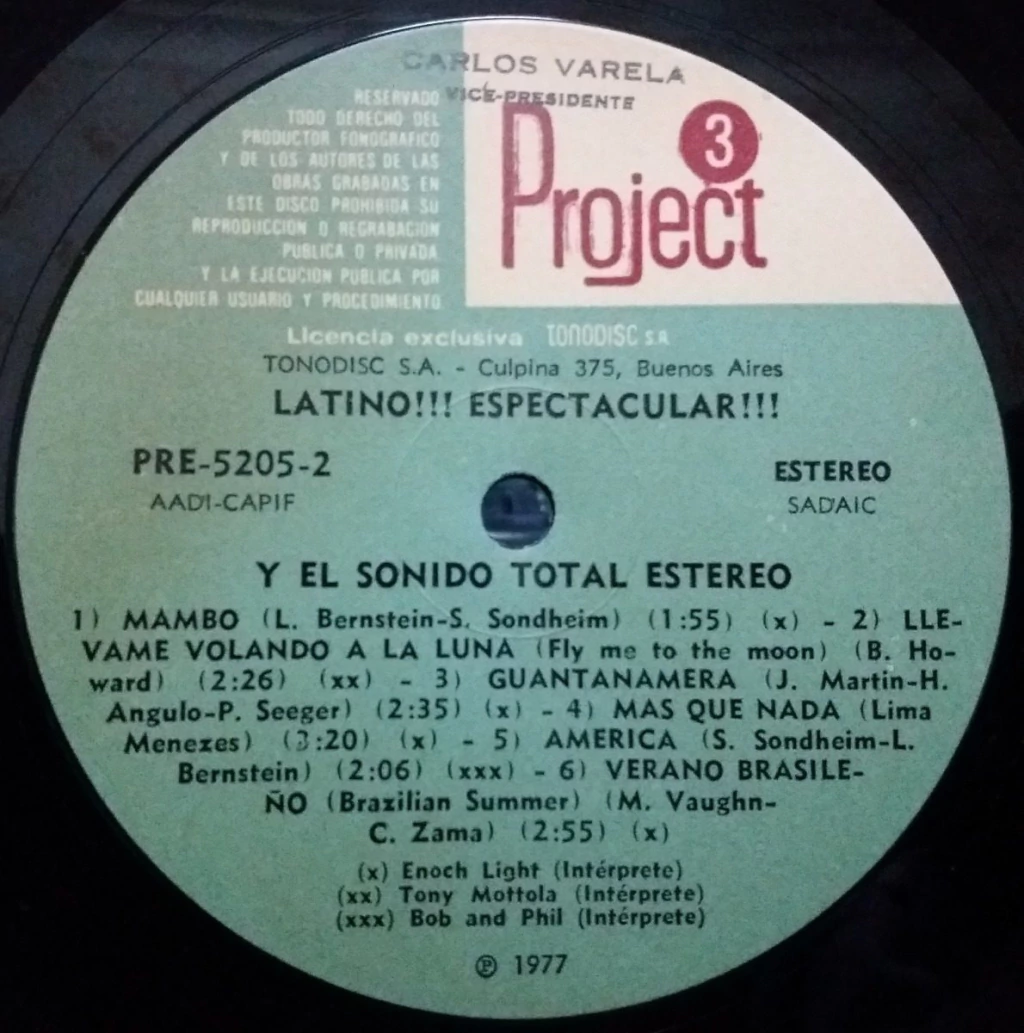 CARLOS VARELA
VICE-PRESIDENTE
RESERVADO
TODO DERECHO DEL
PRODUCTOR FONOGRAFICO
Y DE LOS AUTORES DE LAS
OBRAS GRABADAS EN
ESTE DISCO PROHIBIDA SU
REPRODUCCION O REGRABACION
PUBLICA O PRIVADA
Y LA EJECUCION PUBLICA POR
CUALQUIER USUARIO Y PROCEDIMIENTO
3
Project
Licencia exclusiva TONODISC S.A.
TONODISC S.A. - Culpina 375, Buenos Aires
LATINO!!! ESPECTACULAR!!!
PRE-5205-2
AADI-CAPIF
ESTEREO
SADAIC
Y EL SONIDO TOTAL ESTEREO
1) MAMBO (L. Bernstein-S. Sondheim) (1:55) (x) - 2) LLE-
VAME VOLANDO A LA LUNA (Fly me to the moon) (B. Ho-
ward) (2:26) (xx) - 3) GUANTANAMERA (J. Martin-H.
Angulo-P. Seeger) (2:35) (x) - 4) MAS QUE NADA (Lima
Menezes) (3:20) (x) - 5) AMERICA (S. Sondheim-L.
Bernstein) (2:06) (xxx) - 6) VERANO BRASILE-
ÑO (Brazilian Summer) (M. Vaughn-
C. Zama) (2:55) (x)
(x) Enoch Light (Intérprete)
(xx) Tony Mottola (Intérprete)
(xxx) Bob and Phil (Intérprete)
℗ 1977